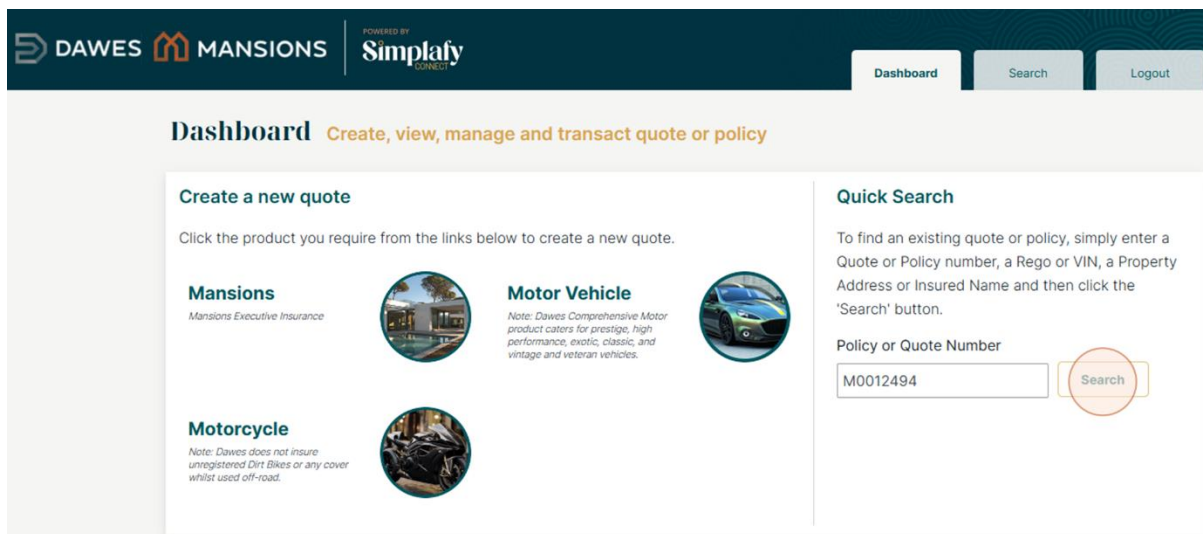 DAWES MANSIONS
POWERED BY
Simplafy
CONNECT
Dashboard
Search
Logout
Dashboard Create, view, manage and transact quote or policy
Create a new quote
Click the product you require from the links below to create a new quote.
Mansions
Mansions Executive Insurance
Motor Vehicle
Note: Dawes Comprehensive Motor
product caters for prestige, high
performance, exotic, classic, and
vintage and veteran vehicles.
Motorcycle
Note: Dawes does not insure
unregistered Dirt Bikes or any cover
whilst used off-road.
Quick Search
To find an existing quote or policy, simply enter a
Quote or Policy number, a Rego or VIN, a Property
Address or Insured Name and then click the
'Search' button.
Policy or Quote Number
M0012494
Search